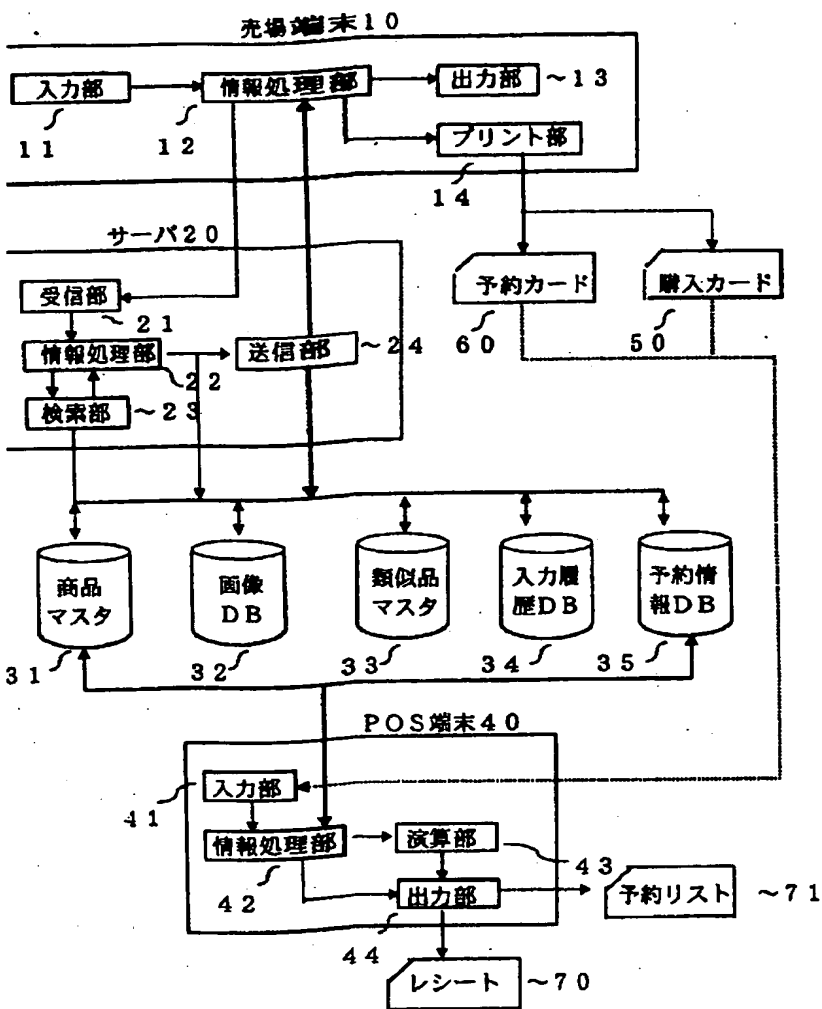 売場端末10
入力部
情報処理部
出力部
~13
11
12
プリント部
14
サーバ20
予約カード
購入カード
受信部
21
60
50
情報処理部
送信部
~24
22
検索部
~23
商品
マスタ
画像
DB
類似品
マスタ
入力履
歴DB
予約情
報DB
31
32
33
34
35
POS端末40
入力部
41
情報処理部
演算部
43
42
出力部
予約リスト
~71
44
レシート
~70